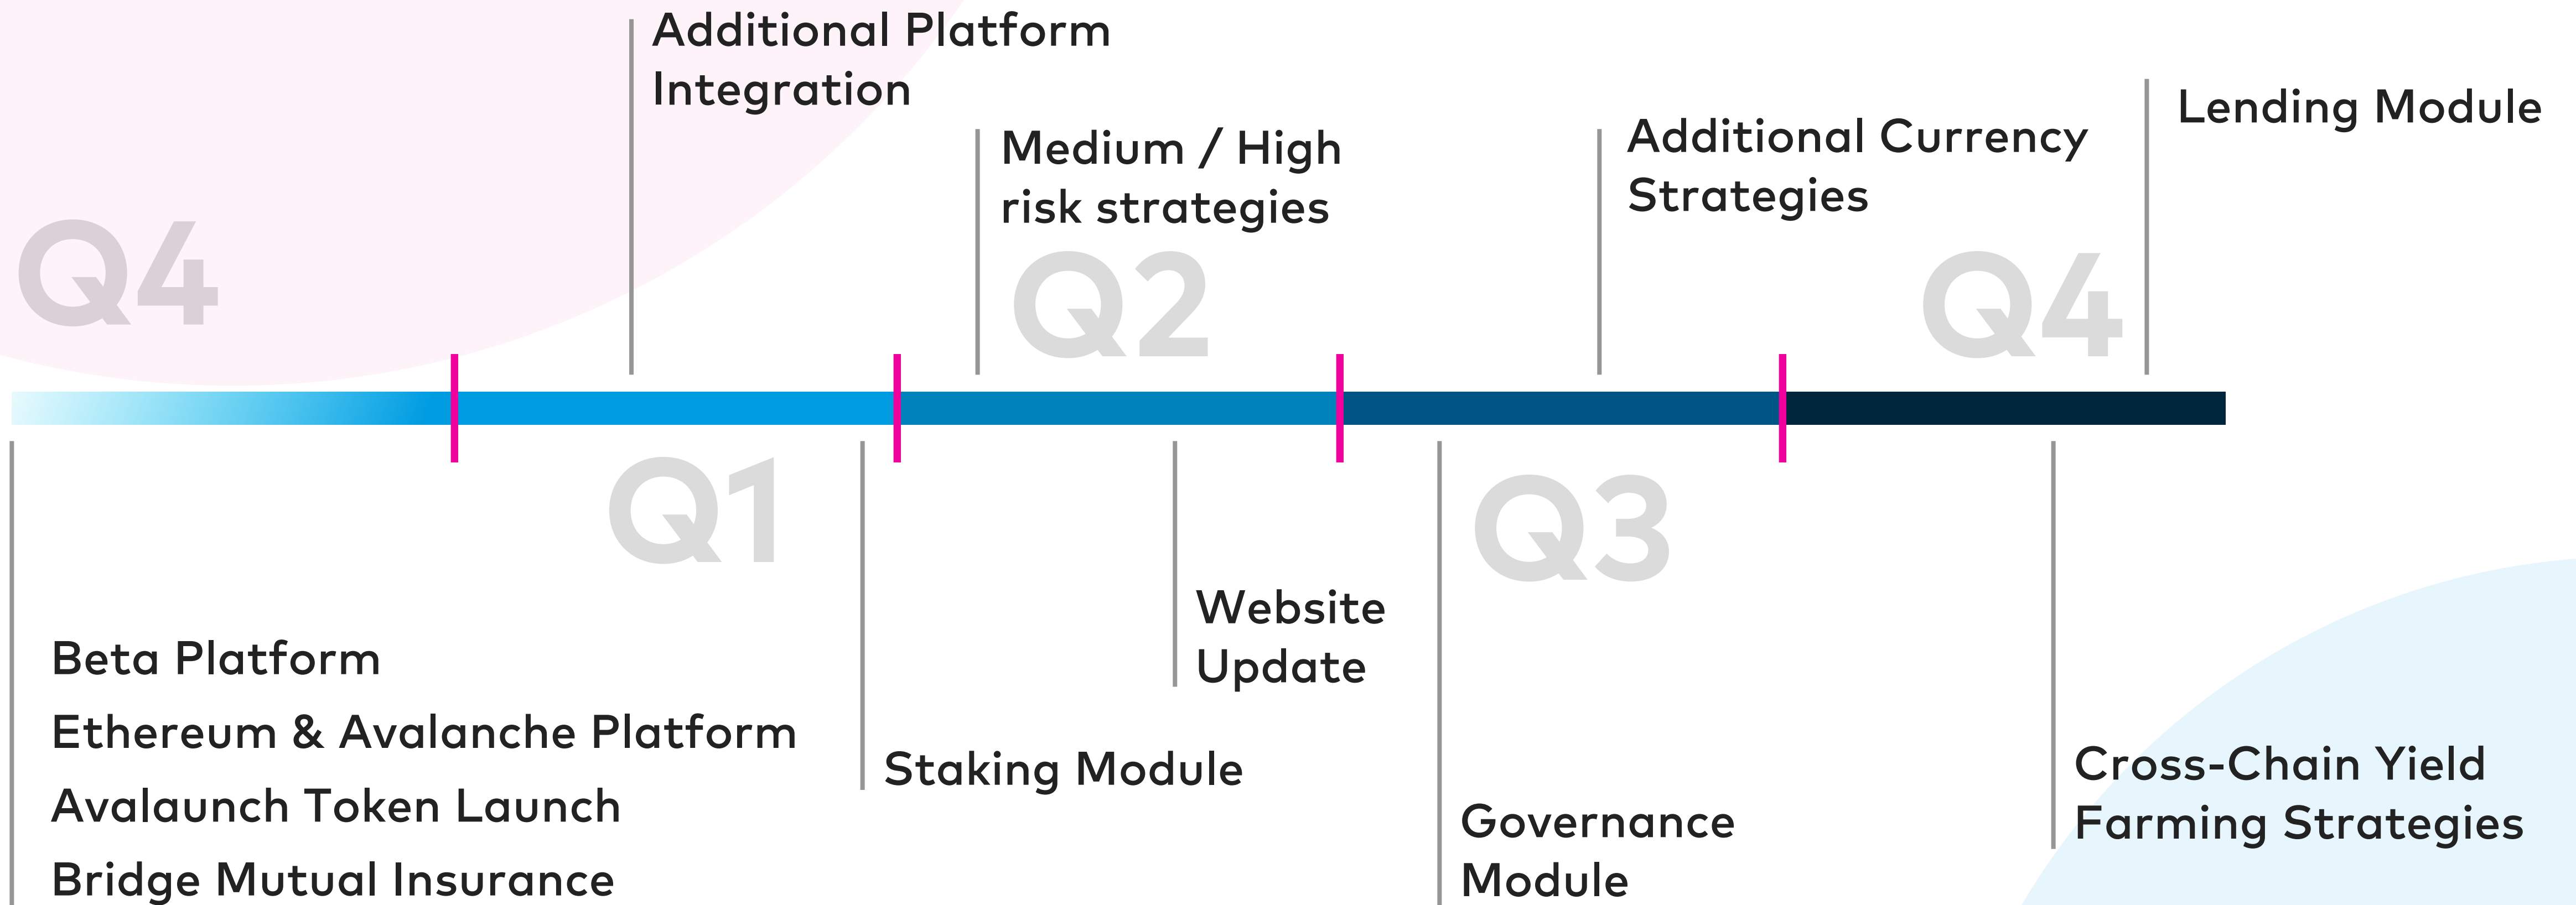 Q4
Beta Platform
Ethereum & Avalanche Platform
Avalaunch Token Launch
Bridge Mutual Insurance
Additional Platform
Integration
Q1
Staking Module
Medium / High
risk strategies
Q2
Website
Update
Governance
Module
Q3
Additional Currency
Strategies
Q4
Cross-Chain Yield
Farming Strategies
Lending Module